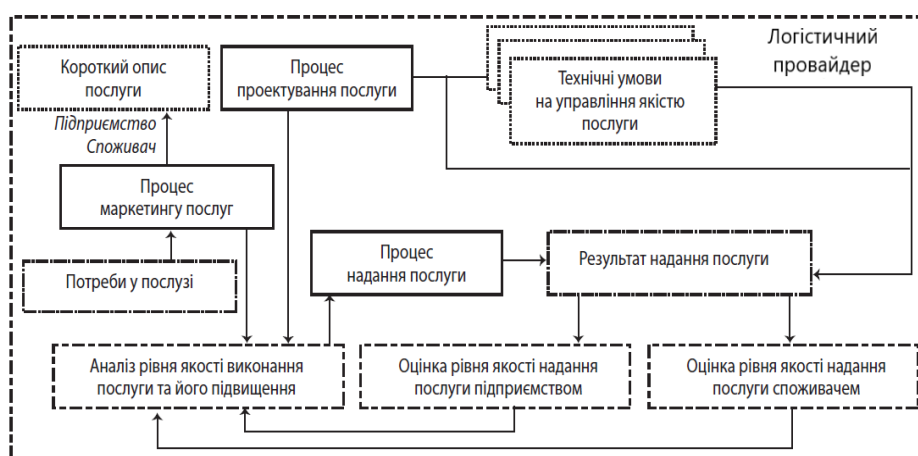 Логістичний
провайдер
Короткий опис
послуги
Процес
проектування послуги
Технічні умови
на управління якістю
послуги
Підприємство
Споживач
Процес
маркетингу послуг
Процес
надання послуги
Результат надання послуги
Потреби у послузі
Аналіз рівня якості виконання
послуги та його підвищення
Оцінка рівня якості надання
послуги підприємством
Оцінка рівня якості надання
послуги споживачем